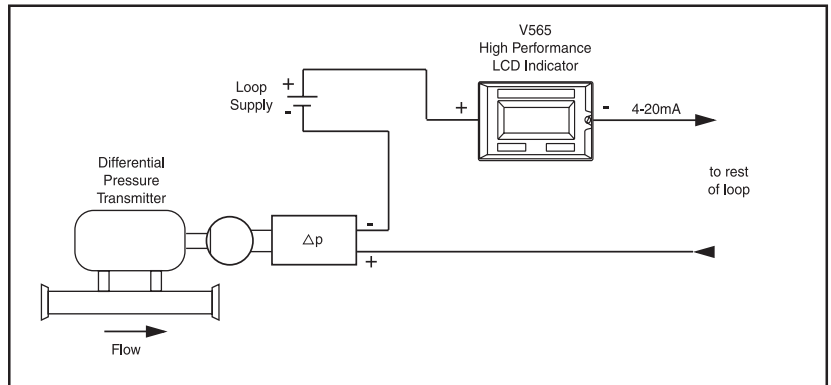 V565
High Performance
LCD Indicator
Loop
Supply
+
-
+
-
4-20mA
to rest
of loop
Differential
Pressure
Transmitter
△p
-
+
Flow